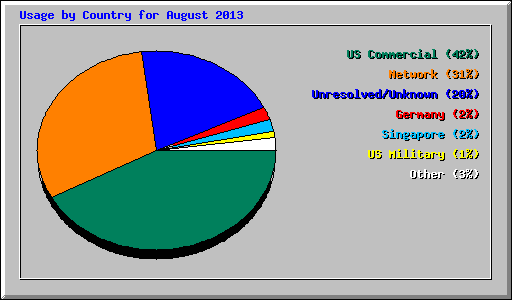 Usage by Country for August 2013
US Commercial (42%)
Network (31%)
Unresolved/Unknown (20%)
Germany (2%)
Singapore (2%)
US Military (1%)
Other (3%)